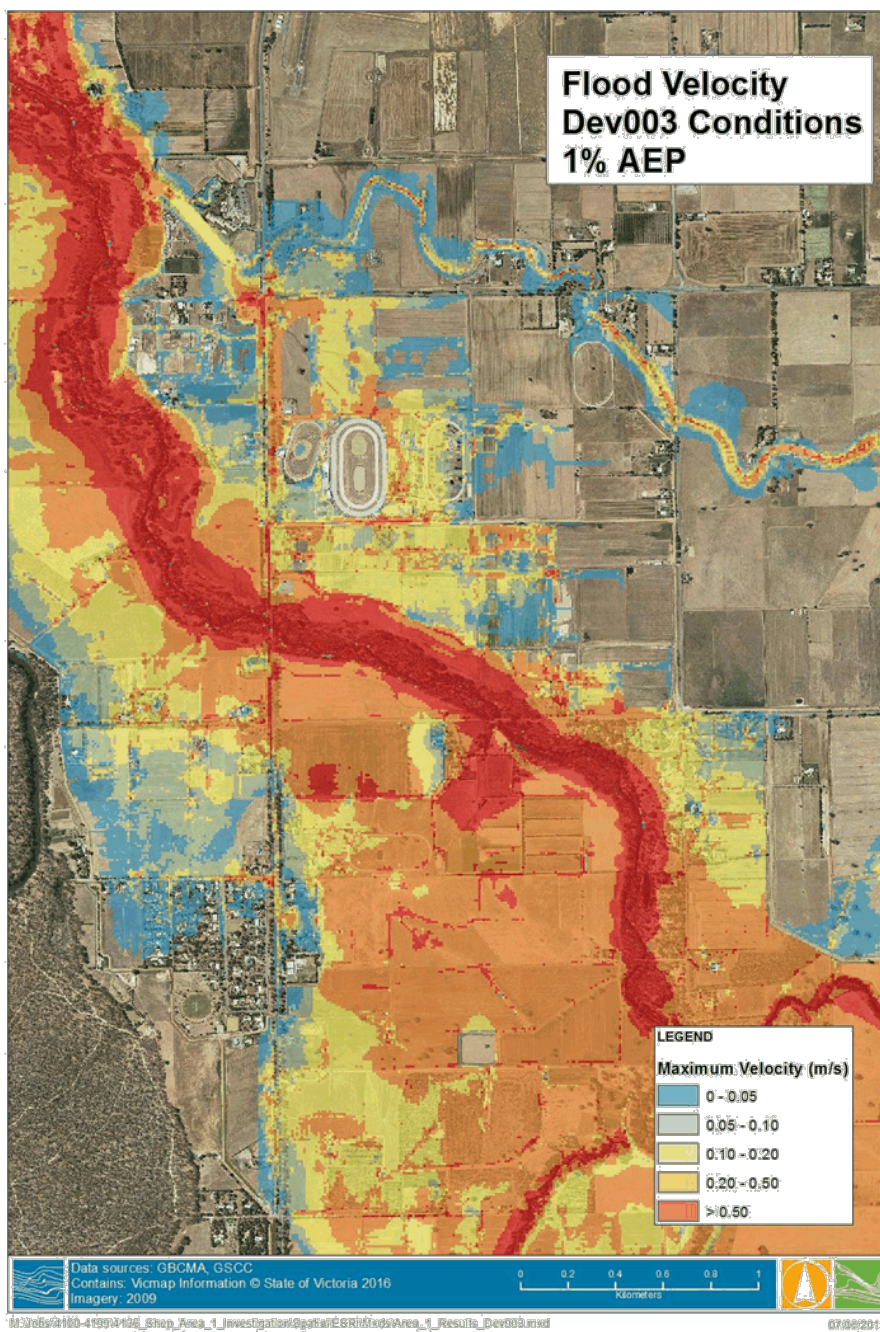 Flood Velocity
Dev003 Conditions
1% AEP
LEGEND
Maximum Velocity (m/s)
0 - 0.05
0.05 - 0.10
0.10 - 0.20
0.20 - 0.50
>0.50
Data sources: GBCMA, GSCC
Contains: Vicmap Information © State of Victoria 2016
Imagery: 2009
0 0.2 0.4 0.6 0.8 1
Kilometers